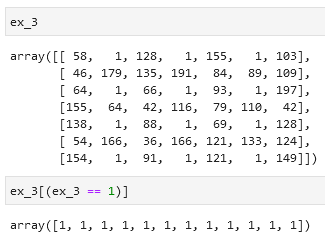 ex_3
array([[ 58,   1, 128,   1, 155,   1, 103],
       [ 46, 179, 135, 191,  84,  89, 109],
       [ 64,   1,  66,   1,  93,   1, 197],
       [155,  64,  42, 116,  79, 110,  42],
       [138,   1,  88,   1,  69,   1, 128],
       [ 54, 166,  36, 166, 121, 133, 124],
       [154,   1,  91,   1, 121,   1, 149]])
ex_3[(ex_3 == 1)]
array([1, 1, 1, 1, 1, 1, 1, 1, 1, 1, 1, 1])